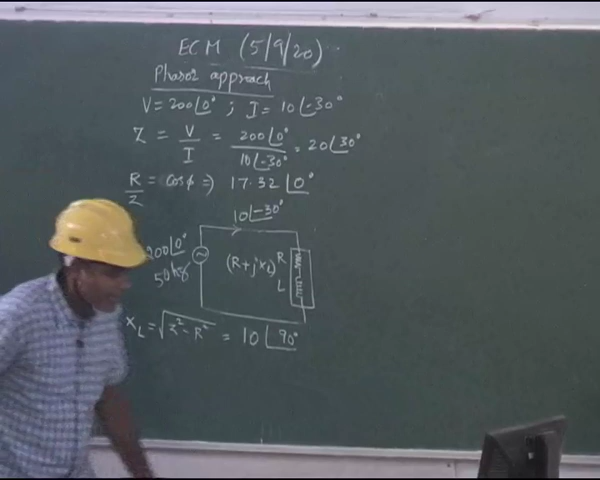 ECM (5/9/20)
Phasor approach
V = 200∠0° ; I = 10∠-30°
Z = V/I = 200∠0° / 10∠-30° = 20∠30°
R/Z = cosϕ ⇒ 17.32∠0°
10∠-30°
200∠0°
50hz
(R+jXL)
R
L
XL = √Z²-R² = 10∠90°